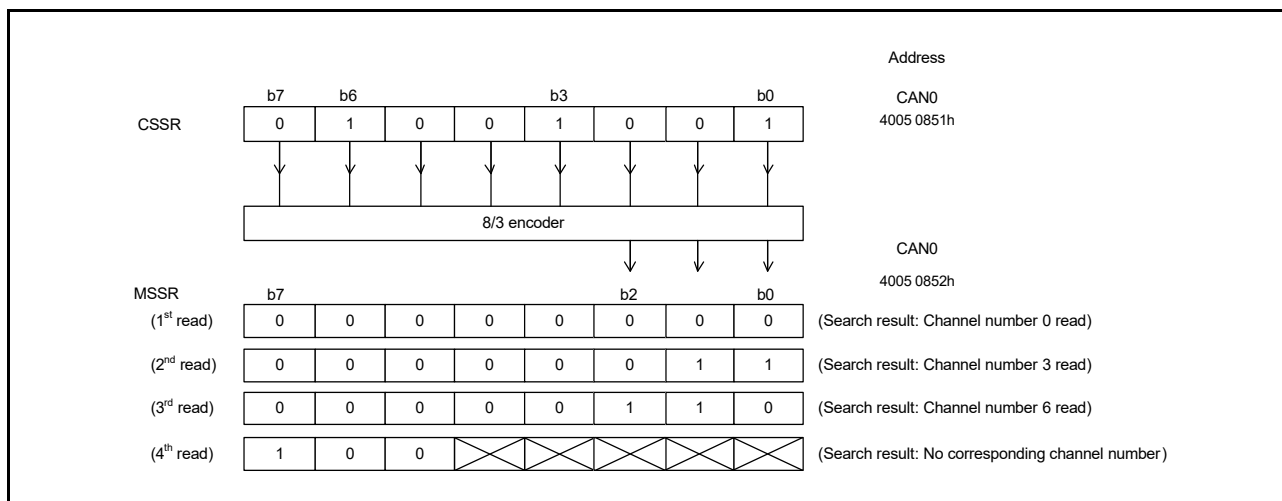 Address
b7 b6 b3 b0 CAN0
CSSR 0 1 0 0 1 0 0 1 4005 0851h
8/3 encoder
CAN0
4005 0852h
MSSR b7 b2 b0
(1st read) 0 0 0 0 0 0 0 0 (Search result: Channel number 0 read)
(2nd read) 0 0 0 0 0 0 1 1 (Search result: Channel number 3 read)
(3rd read) 0 0 0 0 0 1 1 0 (Search result: Channel number 6 read)
(4th read) 1 0 0 (Search result: No corresponding channel number)